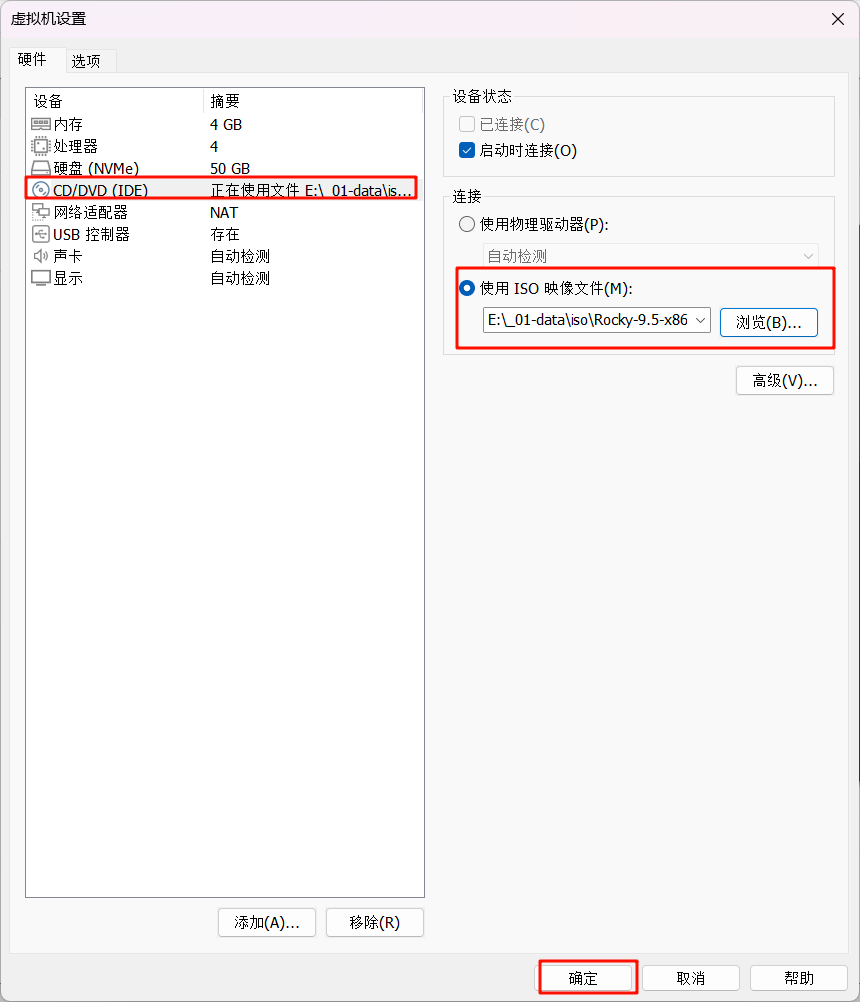 虚拟机设置
硬件 选项
设备 摘要
内存 4 GB
处理器 4
硬盘 (NVMe) 50 GB
CD/DVD (IDE) 正在使用文件 E:\_01-data\is...
网络适配器 NAT
USB 控制器 存在
声卡 自动检测
显示 自动检测
添加(A)... 移除(R)
设备状态
已连接(C)
启动时连接(O)
连接
使用物理驱动器(P):
自动检测
使用 ISO 映像文件(M):
E:\_01-data\iso\Rocky-9.5-x86 浏览(B)...
高级(V)...
确定 取消 帮助